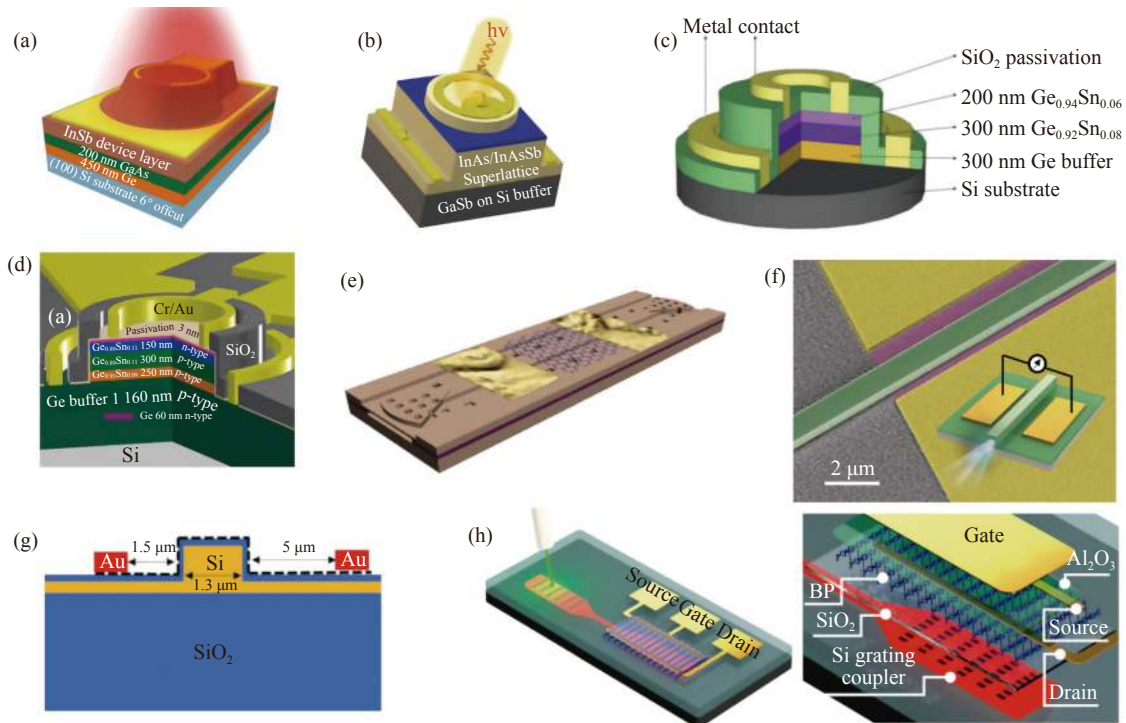 (a)
InSb device layer
200 nm GaAs
450 nm Ge
(100) Si substrate 6° offcut
(b)
hν
InAs/InAsSb
Superlattice
GaSb on Si buffer
(c)
Metal contact
SiO₂ passivation
200 nm Ge₀.₉₄Sn₀.₀₆
300 nm Ge₀.₉₂Sn₀.₀₈
300 nm Ge buffer
Si substrate
(d)
(a)
Cr/Au
Passivation 3 nm
SiO₂
Ge₀.₈₉Sn₀.₁₁ 150 nm n-type
Ge₀.₈₉Sn₀.₁₁ 300 nm p-type
Ge₀.₉₁Sn₀.₀₉ 250 nm p-type
Ge buffer 1 160 nm p-type
Ge 60 nm n-type
Si
(e)
(f)
2 μm
(g)
Au
1.5 μm
Si
5 μm
Au
1.3 μm
SiO₂
(h)
Source Gate Drain
Gate
Al₂O₃
BP
SiO₂
Source
Si grating
coupler
Drain